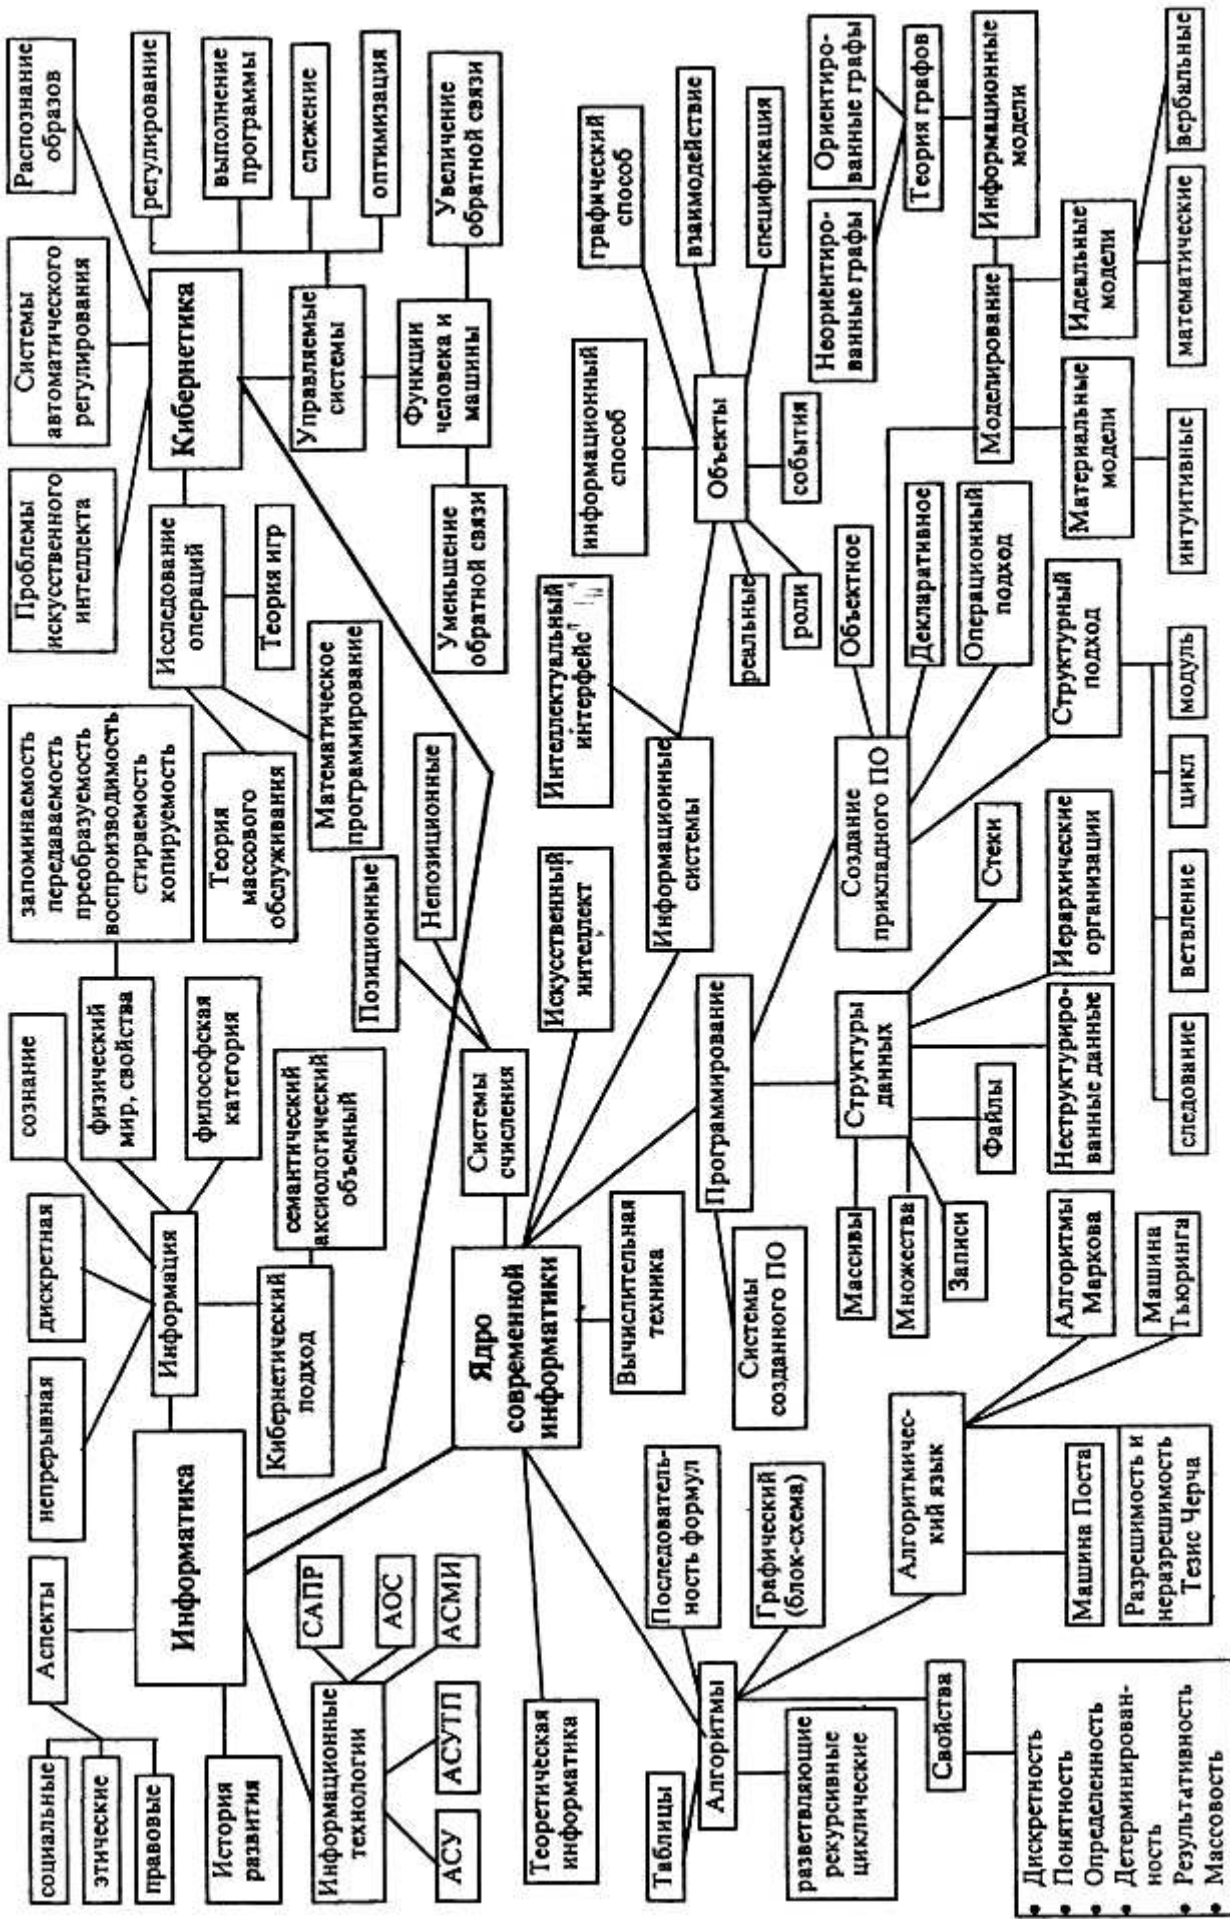 социальные
этические
правовые
Аспекты
непрерывная
дискретная
сознание
физический
мир, свойства
философская
категория
запоминаемость
передаваемость
преобразуемость
воспроизводимость
стираемость
копируемость
Проблемы
искусственного
интеллекта
Системы
автоматического
регулирования
Распознание
образов
Информатика
Информация
Исследование
операций
Кибернетика
регулирование
выполнение
программы
слежение
оптимизация
История
развития
Кибернетический
подход
семантический
аксиологический
объемный
Теория
массового
обслуживания
Математическое
программирование
Теория игр
Управляемые
системы
Информационные
технологии
САПР
АОС
АСМИ
АСУ
АСУТП
Позиционные
Непозиционные
Функции
человека и
машины
Уменьшение
обратной связи
Увеличение
обратной связи
Ядро
современной
информатики
Системы
счисления
Теоретическая
информатика
Вычислительная
техника
Искусственный
интеллект
Интеллектуальный
интерфейс
информационный
способ
графический
способ
Информационные
системы
Объекты
взаимодействие
спецификация
реальные
роли
события
Таблицы
Алгоритмы
Последователь-
ность формул
Графический
(блок-схема)
разветвляющие
рекурсивные
циклические
Программирование
Системы
созданного ПО
Создание
прикладного ПО
Объектное
Декларативное
Операционный
подход
Структурный
подход
Неориентиро-
ванные графы
Ориентиро-
ванные графы
Теория графов
Информационные
модели
Моделирование
Массивы
Множества
Записи
Структуры
данных
Файлы
Стеки
Неструктуриро-
ванные данные
Иерархические
организации
Свойства
Алгоритмичес-
кий язык
Машина Поста
Разрешимость и
неразрешимость
Тезис Черча
Алгоритмы
Маркова
Машина
Тьюринга
Материальные
модели
Идеальные
модели
• Дискретность
• Понятность
• Определенность
• Детерминирован-
ность
• Результативность
• Массовость
следование
ветвление
цикл
модуль
интуитивные
математические
вербальные